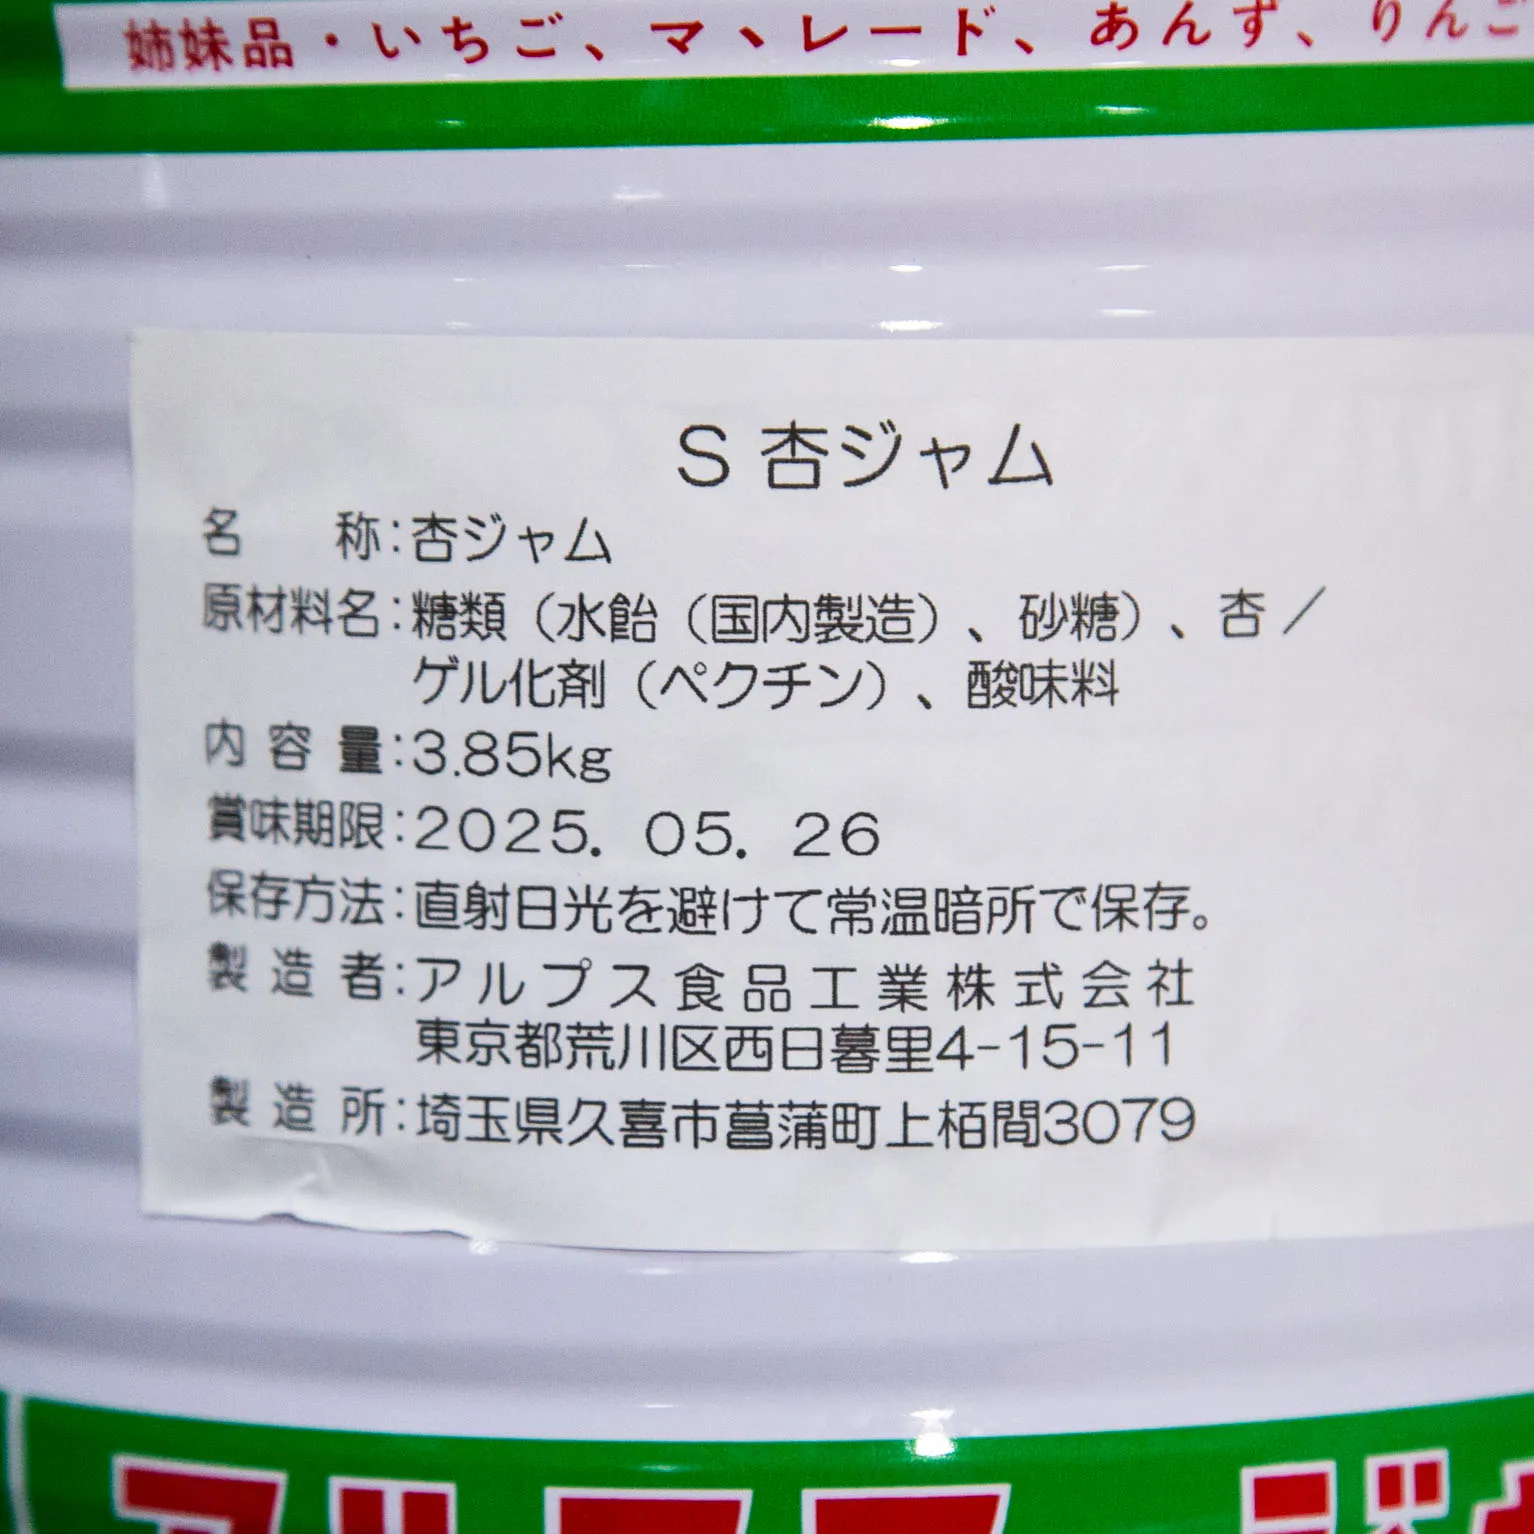 姉妹品・いちご、マヽレード、あんず、りんご
S 杏ジャム
名称：杏ジャム
原材料名：糖類（水飴（国内製造）、砂糖）、杏／
ゲル化剤（ペクチン）、酸味料
内容量：3.85kg
賞味期限：2025. 05. 26
保存方法：直射日光を避けて常温暗所で保存。
製造者：アルプス食品工業株式会社
東京都荒川区西日暮里4-15-11
製造所：埼玉県久喜市菖蒲町上栢間3079